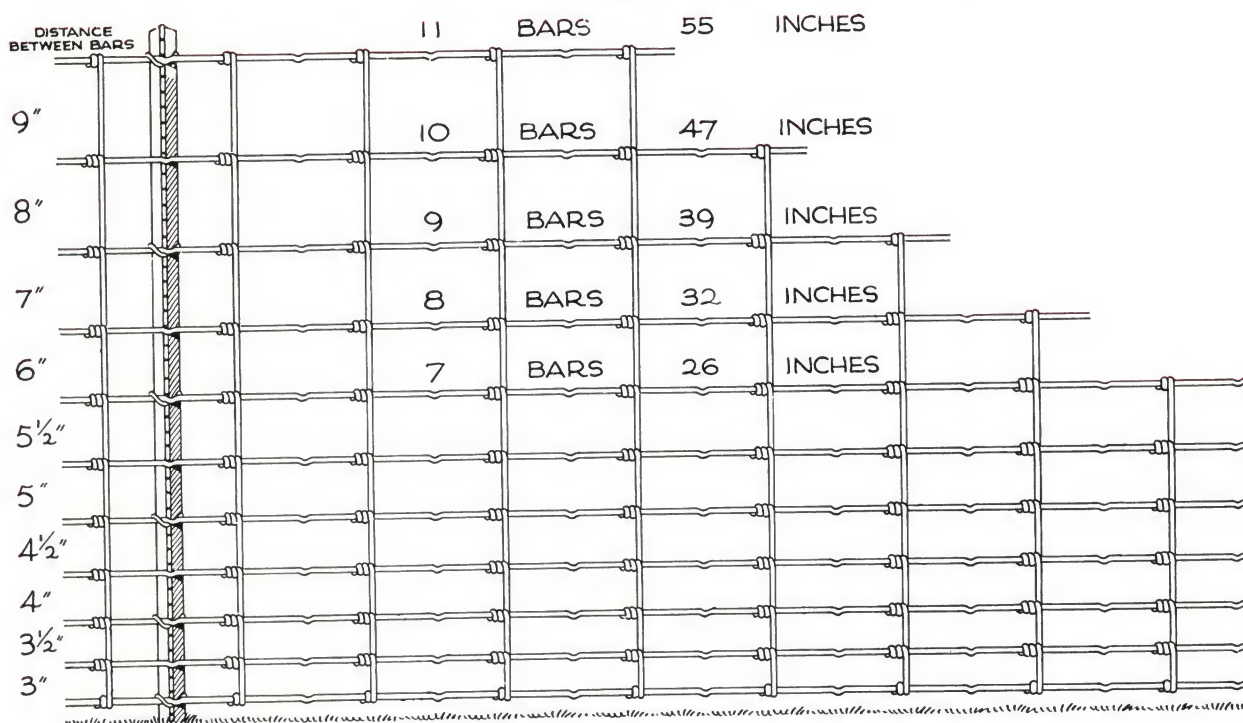 11 BARS 55 INCHES
DISTANCE
BETWEEN BARS
9"
10 BARS 47 INCHES
8"
9 BARS 39 INCHES
7"
8 BARS 32 INCHES
6"
7 BARS 26 INCHES
5½"
5"
4½"
4"
3½"
3"